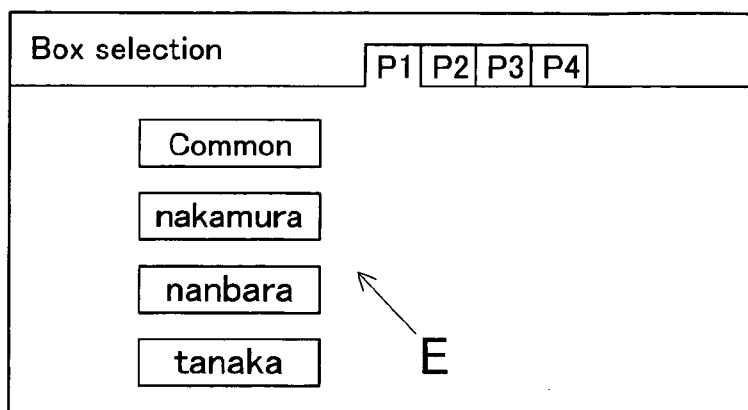 Box selection
P1 P2 P3 P4
Common
nakamura
nanbara
tanaka
E